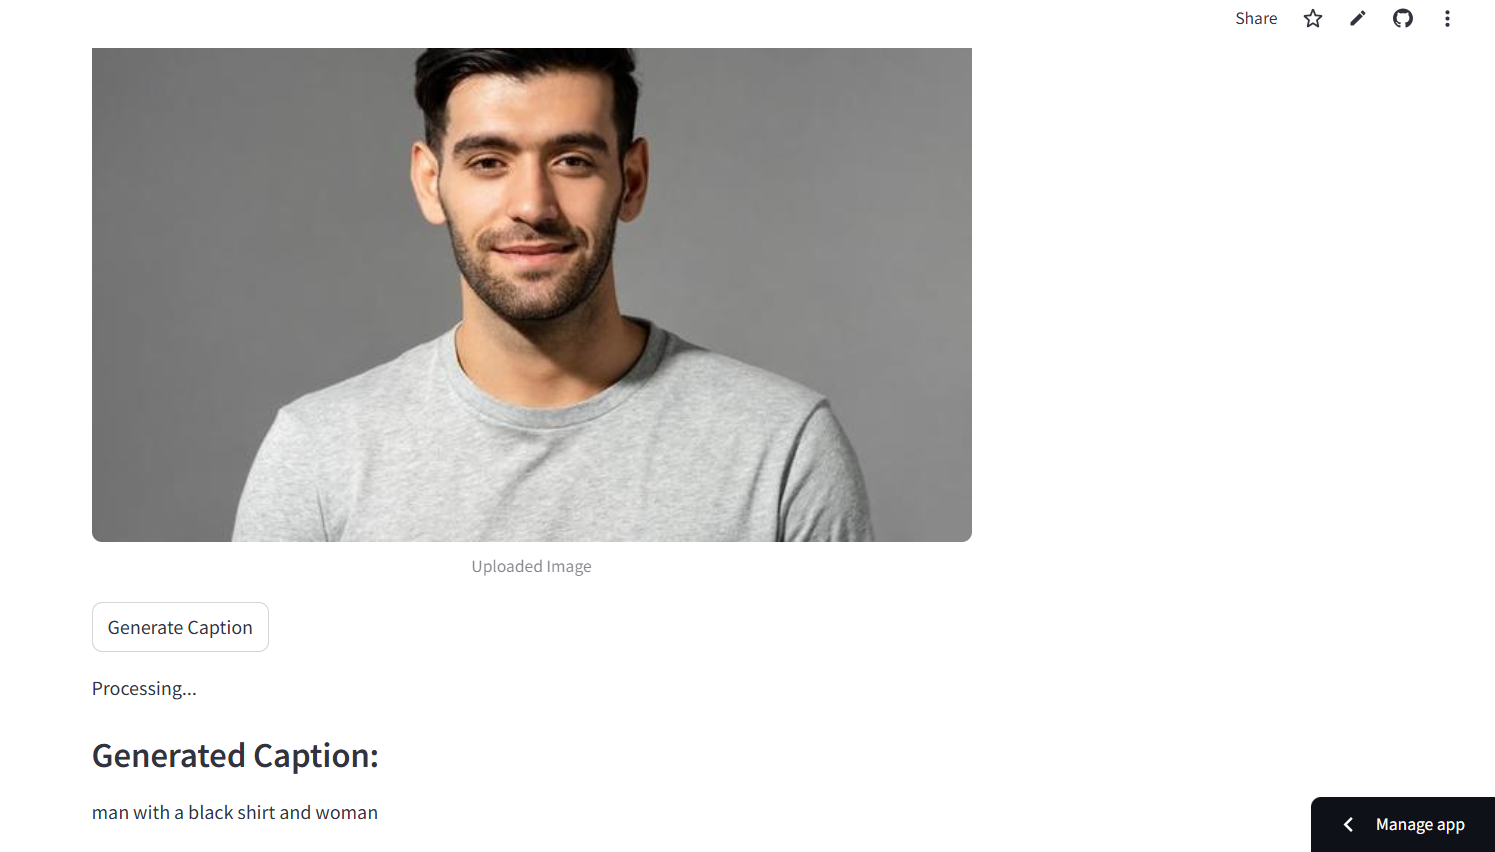 Share
Uploaded Image
Generate Caption
Processing...
Generated Caption:
man with a black shirt and woman
Manage app